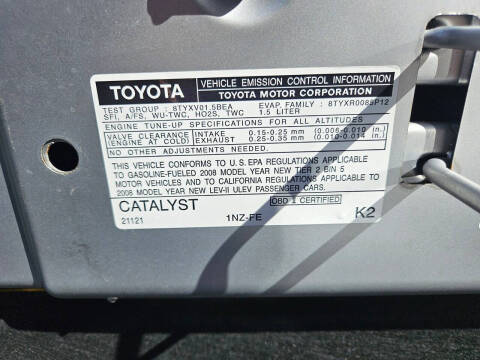 TOYOTA VEHICLE EMISSION CONTROL INFORMATION
TOYOTA MOTOR CORPORATION
TEST GROUP : 8TYXV01.5BEA EVAP. FAMILY : 8TYXR0085P12
SFI, A/FS, WU-TWC, HO2S, TWC 1.5 LITER
ENGINE TUNE-UP SPECIFICATIONS FOR ALL ALTITUDES
VALVE CLEARANCE INTAKE 0.15-0.25 mm (0.006-0.010 in.)
(ENGINE AT COLD) EXHAUST 0.25-0.35 mm (0.010-0.014 in.)
NO OTHER ADJUSTMENTS NEEDED.
THIS VEHICLE CONFORMS TO U.S.EPA REGULATIONS APPLICABLE
TO GASOLINE-FUELED 2008 MODEL YEAR NEW TIER 2 BIN 5
MOTOR VEHICLES AND TO CALIFORNIA REGULATIONS APPLICABLE TO
2008 MODEL YEAR NEW LEV-II ULEV PASSENGER CARS.
CATALYST OBD II CERTIFIED
21121 1NZ-FE K2